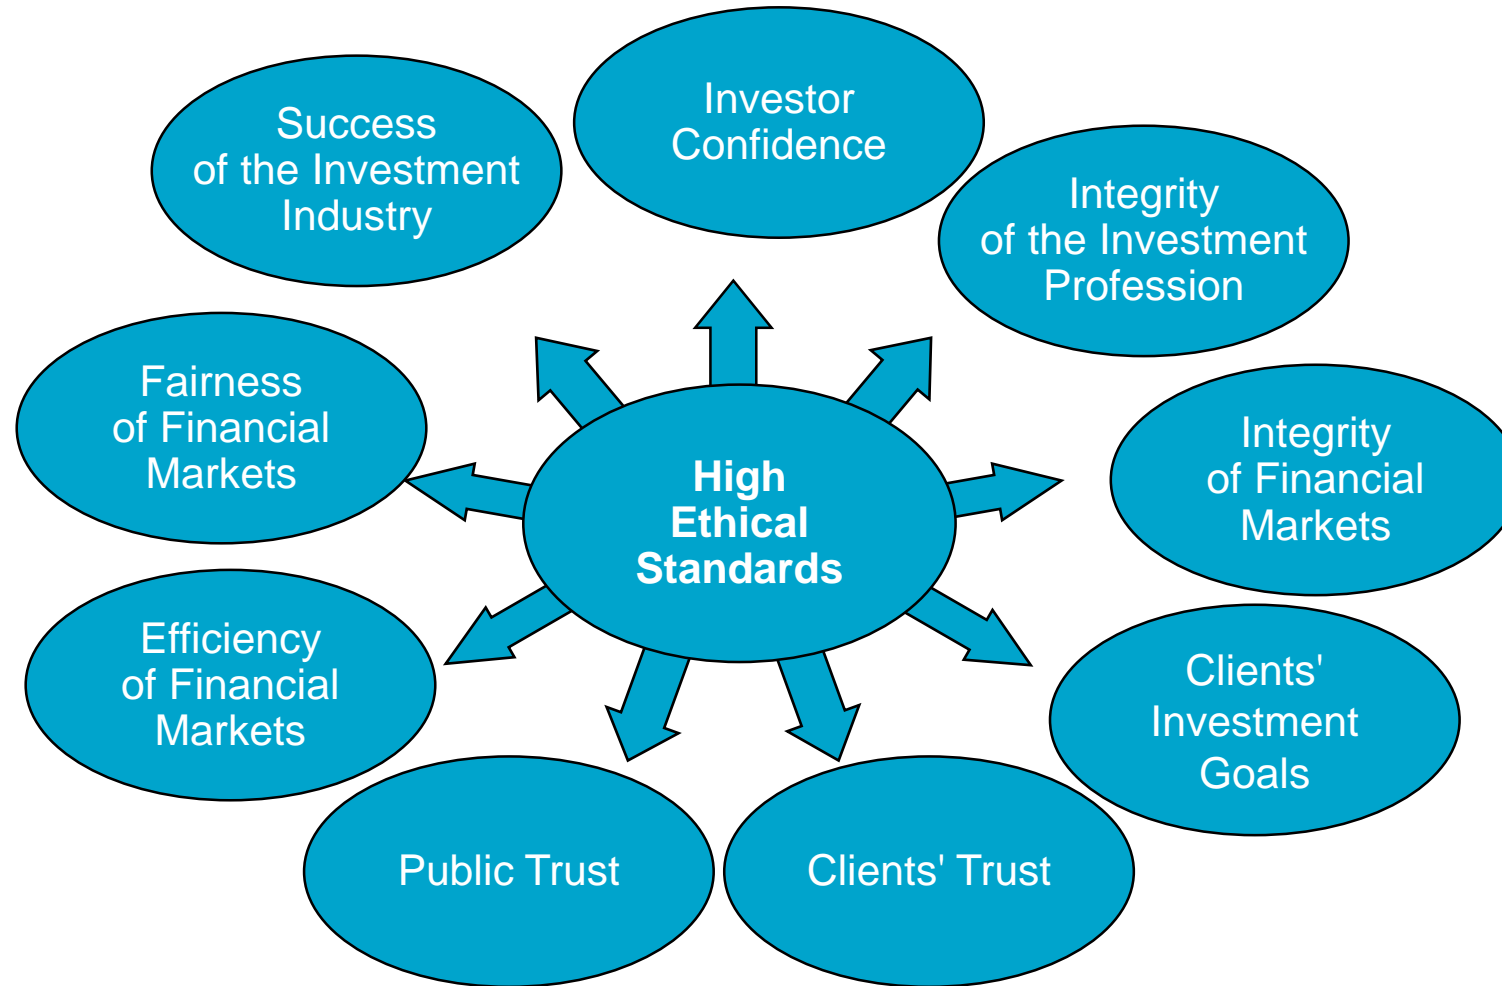 Investor
Confidence
Success
of the Investment
Industry
Integrity
of the Investment
Profession
Fairness
of Financial
Markets
High
Ethical
Standards
Integrity
of Financial
Markets
Efficiency
of Financial
Markets
Clients'
Investment
Goals
Public Trust
Clients' Trust